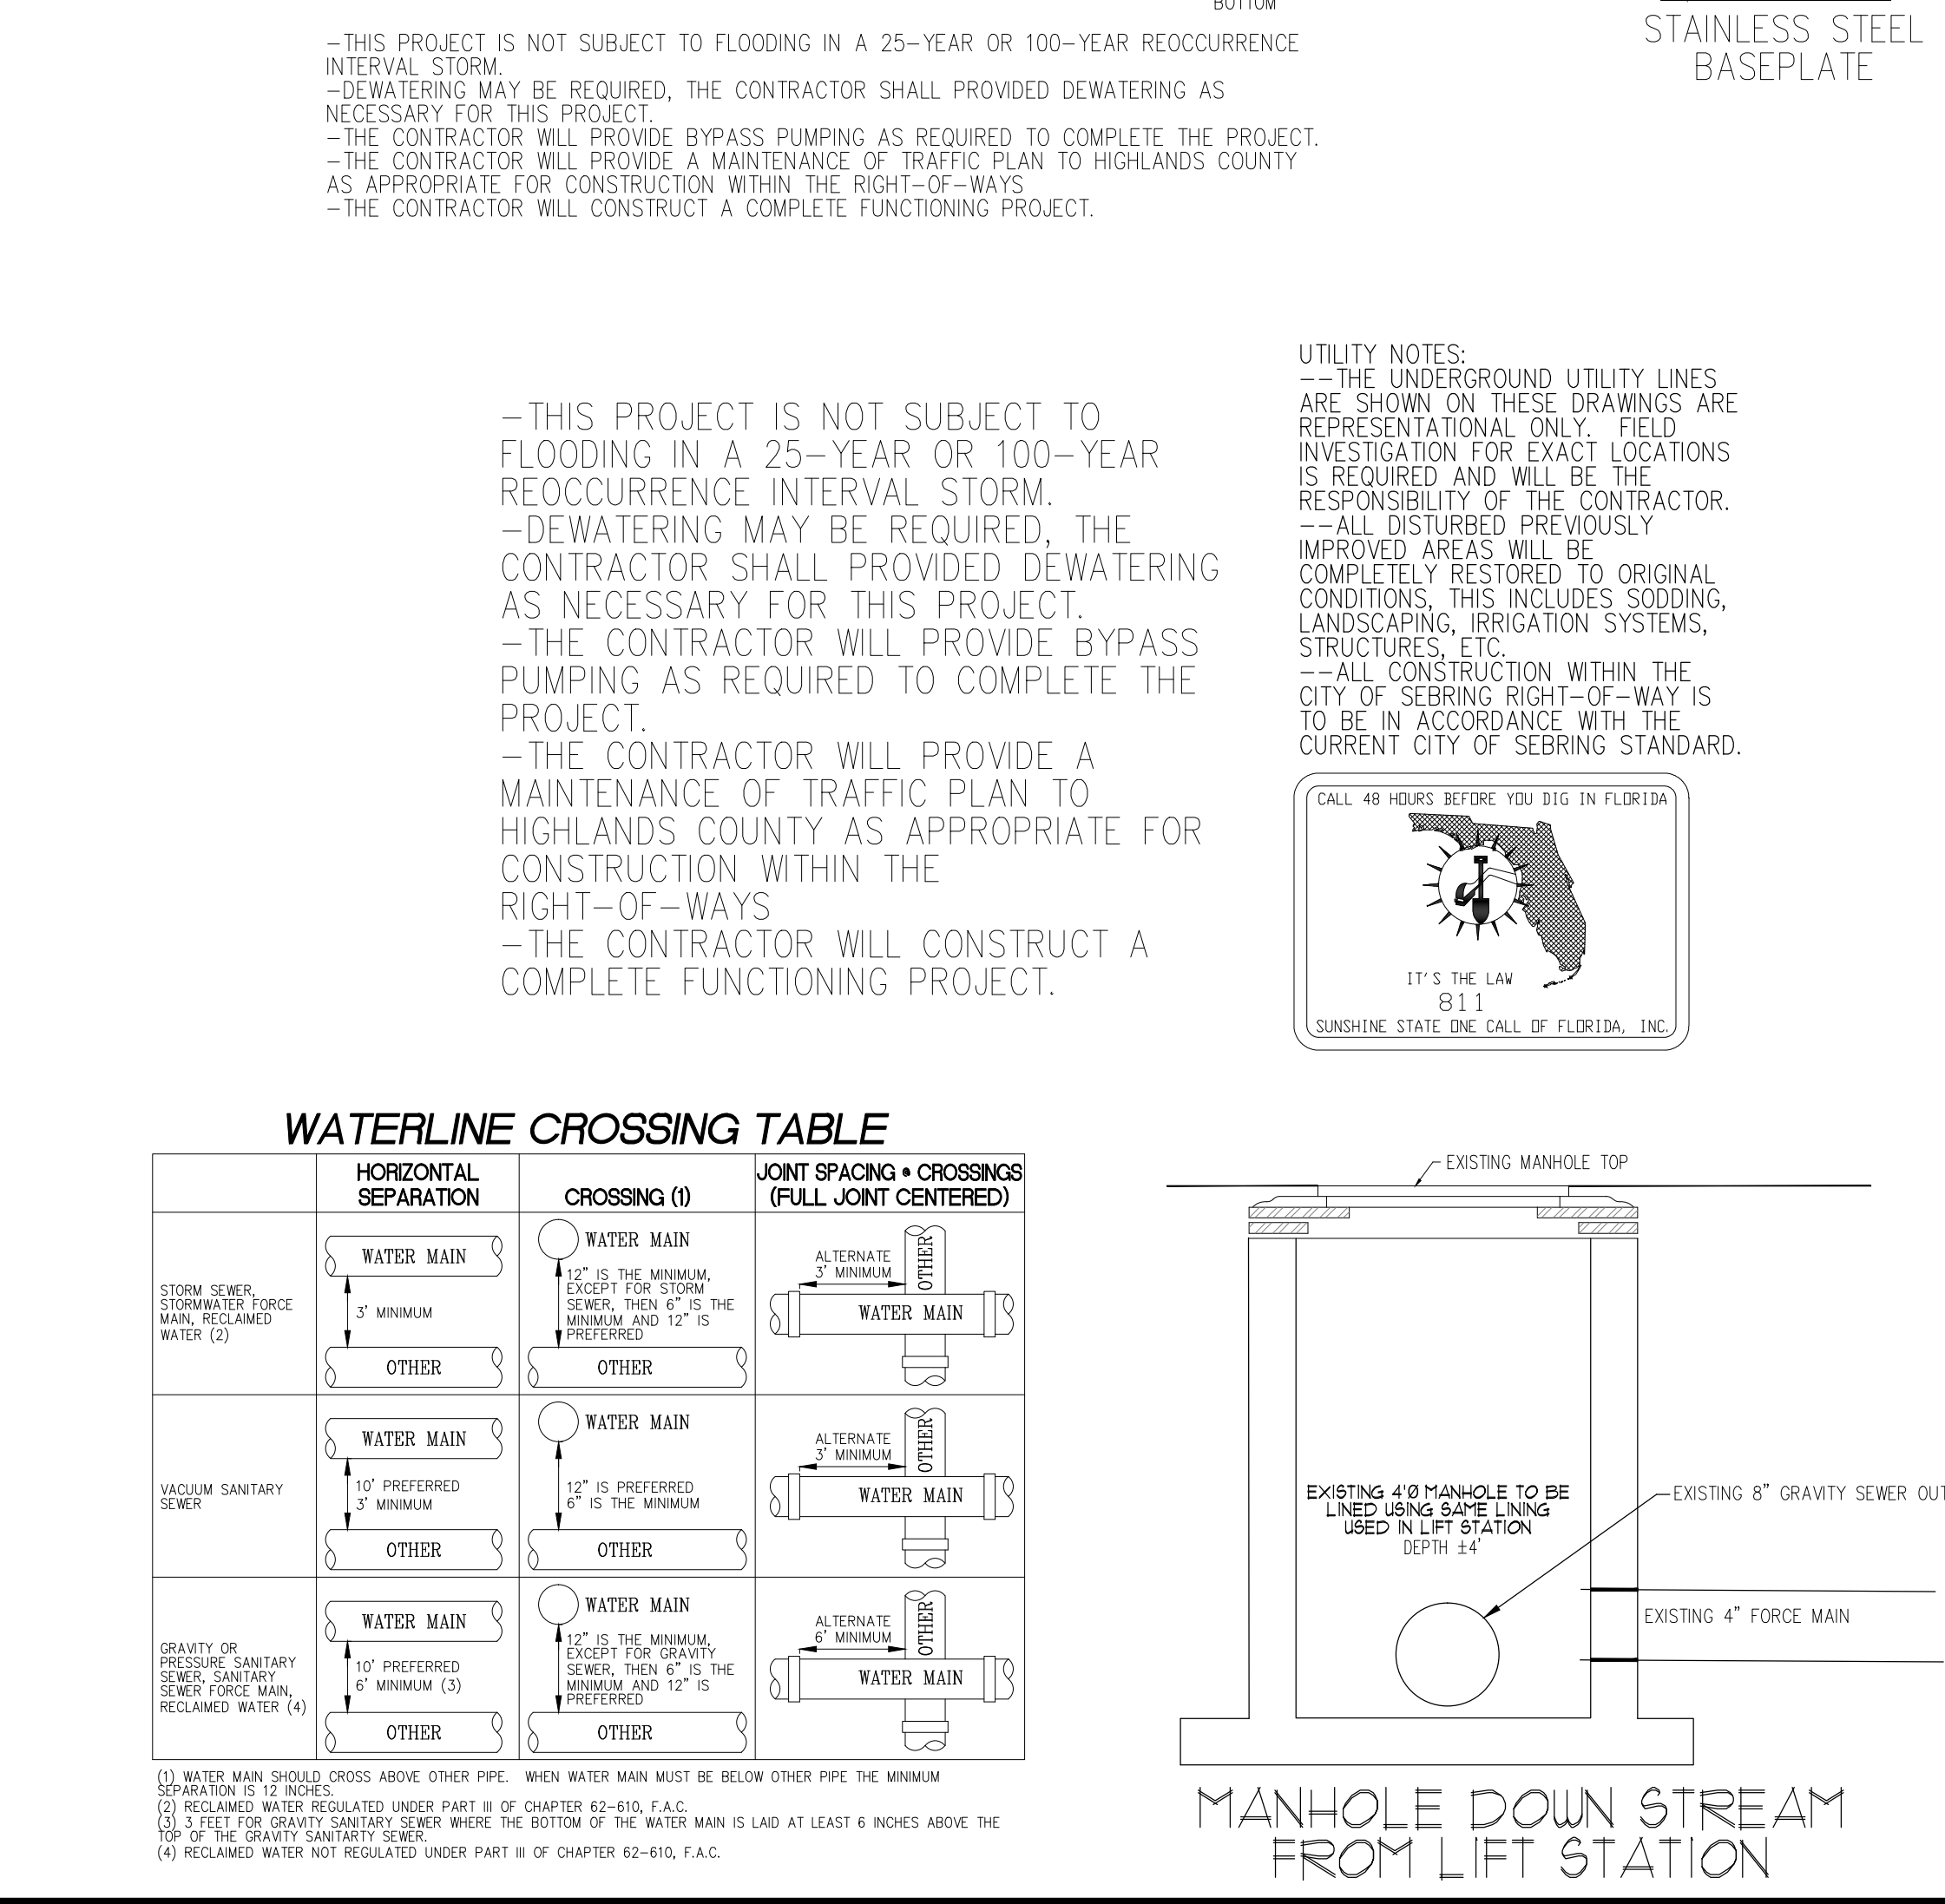 BOTTOM
STAINLESS STEEL
BASEPLATE
-THIS PROJECT IS NOT SUBJECT TO FLOODING IN A 25-YEAR OR 100-YEAR REOCCURRENCE
INTERVAL STORM.
-DEWATERING MAY BE REQUIRED, THE CONTRACTOR SHALL PROVIDED DEWATERING AS
NECESSARY FOR THIS PROJECT.
-THE CONTRACTOR WILL PROVIDE BYPASS PUMPING AS REQUIRED TO COMPLETE THE PROJECT.
-THE CONTRACTOR WILL PROVIDE A MAINTENANCE OF TRAFFIC PLAN TO HIGHLANDS COUNTY
AS APPROPRIATE FOR CONSTRUCTION WITHIN THE RIGHT-OF-WAYS
-THE CONTRACTOR WILL CONSTRUCT A COMPLETE FUNCTIONING PROJECT.
-THIS PROJECT IS NOT SUBJECT TO
FLOODING IN A 25-YEAR OR 100-YEAR
REOCCURRENCE INTERVAL STORM.
-DEWATERING MAY BE REQUIRED, THE
CONTRACTOR SHALL PROVIDED DEWATERING
AS NECESSARY FOR THIS PROJECT.
-THE CONTRACTOR WILL PROVIDE BYPASS
PUMPING AS REQUIRED TO COMPLETE THE
PROJECT.
-THE CONTRACTOR WILL PROVIDE A
MAINTENANCE OF TRAFFIC PLAN TO
HIGHLANDS COUNTY AS APPROPRIATE FOR
CONSTRUCTION WITHIN THE
RIGHT-OF-WAYS
-THE CONTRACTOR WILL CONSTRUCT A
COMPLETE FUNCTIONING PROJECT.
UTILITY NOTES:
--THE UNDERGROUND UTILITY LINES
ARE SHOWN ON THESE DRAWINGS ARE
REPRESENTATIONAL ONLY. FIELD
INVESTIGATION FOR EXACT LOCATIONS
IS REQUIRED AND WILL BE THE
RESPONSIBILITY OF THE CONTRACTOR.
--ALL DISTURBED PREVIOUSLY
IMPROVED AREAS WILL BE
COMPLETELY RESTORED TO ORIGINAL
CONDITIONS, THIS INCLUDES SODDING,
LANDSCAPING, IRRIGATION SYSTEMS,
STRUCTURES, ETC.
--ALL CONSTRUCTION WITHIN THE
CITY OF SEBRING RIGHT-OF-WAY IS
TO BE IN ACCORDANCE WITH THE
CURRENT CITY OF SEBRING STANDARD.
CALL 48 HOURS BEFORE YOU DIG IN FLORIDA
IT'S THE LAW
811
SUNSHINE STATE ONE CALL OF FLORIDA, INC.
WATERLINE CROSSING TABLE
HORIZONTAL
SEPARATION
CROSSING (1)
JOINT SPACING @ CROSSINGS
(FULL JOINT CENTERED)
STORM SEWER,
STORMWATER FORCE
MAIN, RECLAIMED
WATER (2)
WATER MAIN
3' MINIMUM
OTHER
WATER MAIN
12" IS THE MINIMUM,
EXCEPT FOR STORM
SEWER, THEN 6" IS THE
MINIMUM AND 12" IS
PREFERRED
OTHER
ALTERNATE
3' MINIMUM
OTHER
WATER MAIN
VACUUM SANITARY
SEWER
WATER MAIN
10' PREFERRED
3' MINIMUM
OTHER
WATER MAIN
12" IS PREFERRED
6" IS THE MINIMUM
OTHER
ALTERNATE
3' MINIMUM
OTHER
WATER MAIN
GRAVITY OR
PRESSURE SANITARY
SEWER, SANITARY
SEWER FORCE MAIN,
RECLAIMED WATER (4)
WATER MAIN
10' PREFERRED
6' MINIMUM (3)
OTHER
WATER MAIN
12" IS THE MINIMUM,
EXCEPT FOR GRAVITY
SEWER, THEN 6" IS THE
MINIMUM AND 12" IS
PREFERRED
OTHER
ALTERNATE
6' MINIMUM
OTHER
WATER MAIN
(1) WATER MAIN SHOULD CROSS ABOVE OTHER PIPE. WHEN WATER MAIN MUST BE BELOW OTHER PIPE THE MINIMUM
SEPARATION IS 12 INCHES.
(2) RECLAIMED WATER REGULATED UNDER PART III OF CHAPTER 62-610, F.A.C.
(3) 3 FEET FOR GRAVITY SANITARY SEWER WHERE THE BOTTOM OF THE WATER MAIN IS LAID AT LEAST 6 INCHES ABOVE THE
TOP OF THE GRAVITY SANITARTY SEWER.
(4) RECLAIMED WATER NOT REGULATED UNDER PART III OF CHAPTER 62-610, F.A.C.
EXISTING MANHOLE TOP
EXISTING 4'Ø MANHOLE TO BE
LINED USING SAME LINING
USED IN LIFT STATION
DEPTH ±4'
EXISTING 8" GRAVITY SEWER OUT
EXISTING 4" FORCE MAIN
MANHOLE DOWN STREAM
FROM LIFT STATION